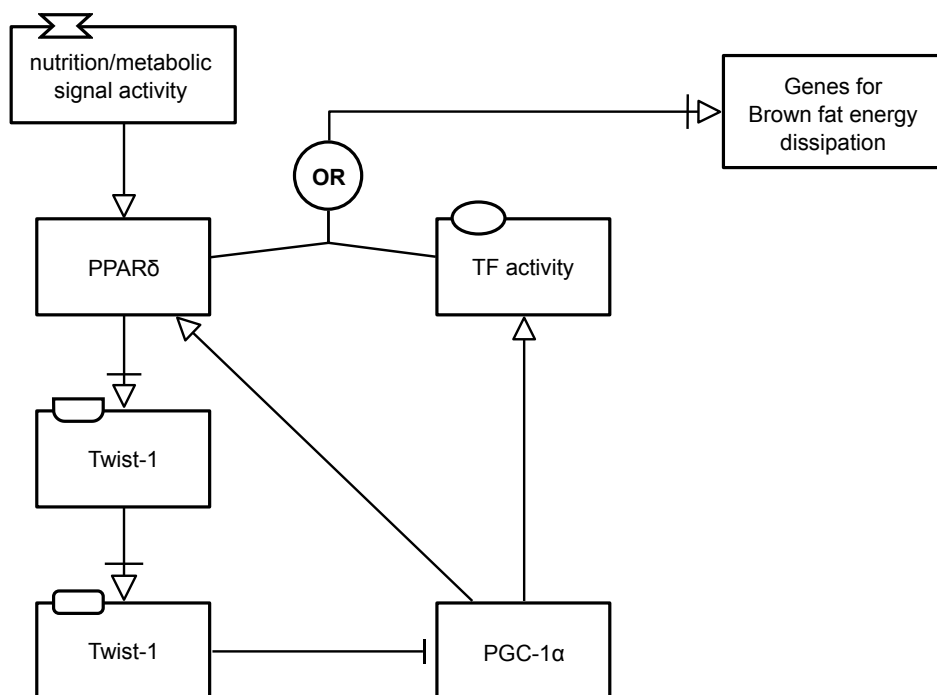 nutrition/metabolic
signal activity
Genes for
Brown fat energy
dissipation
OR
PPARδ
TF activity
Twist-1
Twist-1
PGC-1α